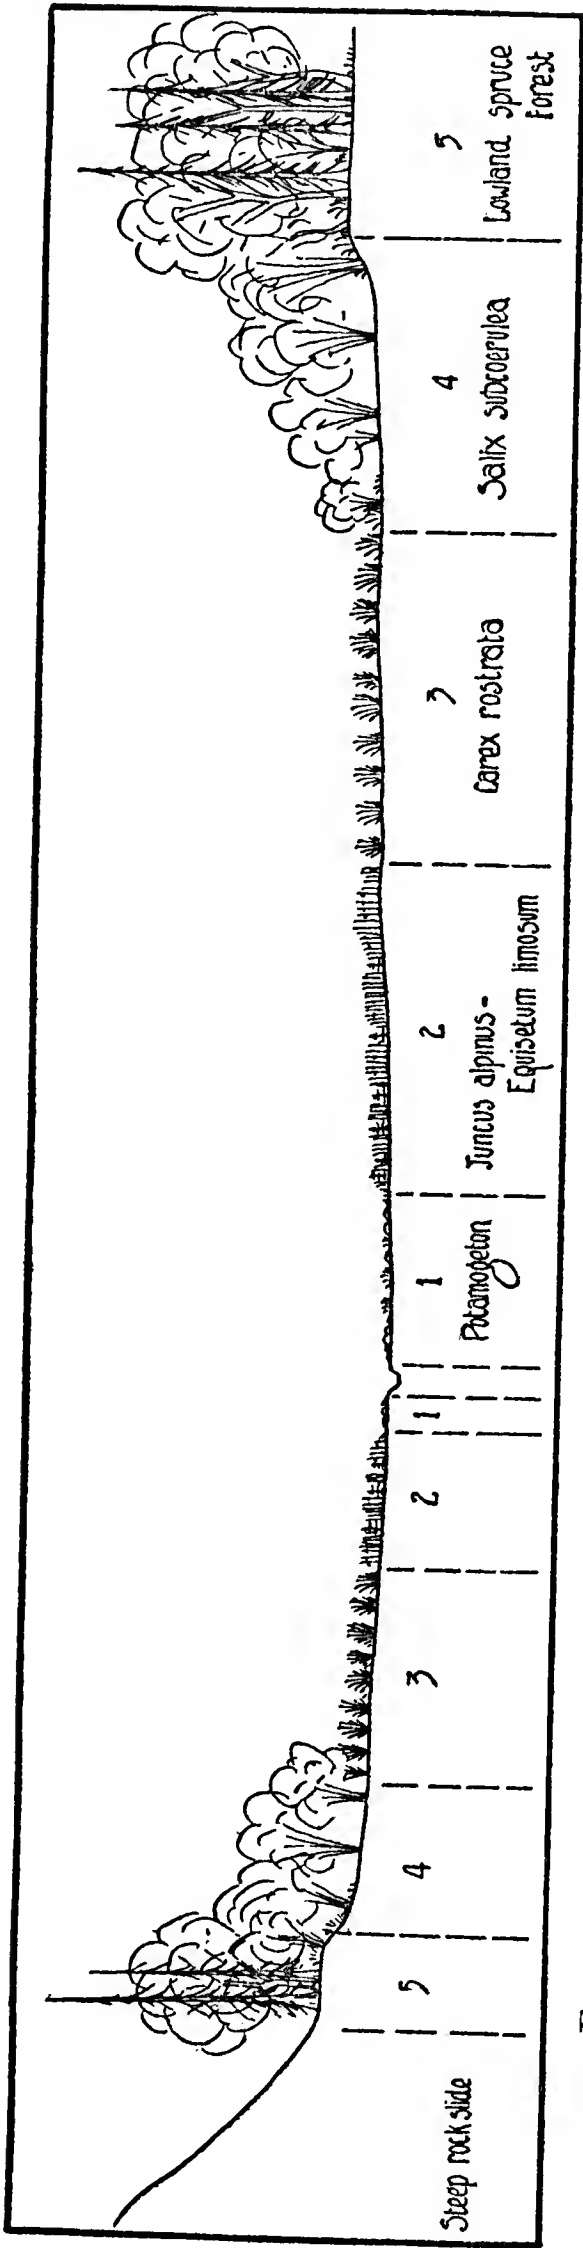 Steep rock slide
5
4
3
2
1
1
Potamogeton
2
Juncus alpinus -
Equisetum limosum
3
Carex rostrata
4
Salix subcoerulea
5
Lowland spruce
Forest